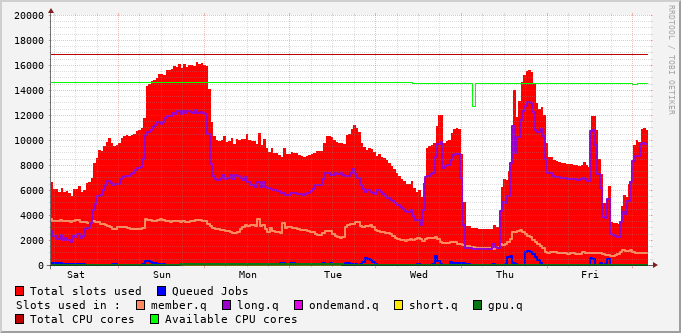 20000
18000
16000
14000
12000
10000
8000
6000
4000
2000
0
Sat Sun Mon Tue Wed Thu Fri
RRDTOOL / TOBI OETIKER
Total slots used Queued Jobs
Slots used in : member.q long.q ondemand.q short.q gpu.q
Total CPU cores Available CPU cores